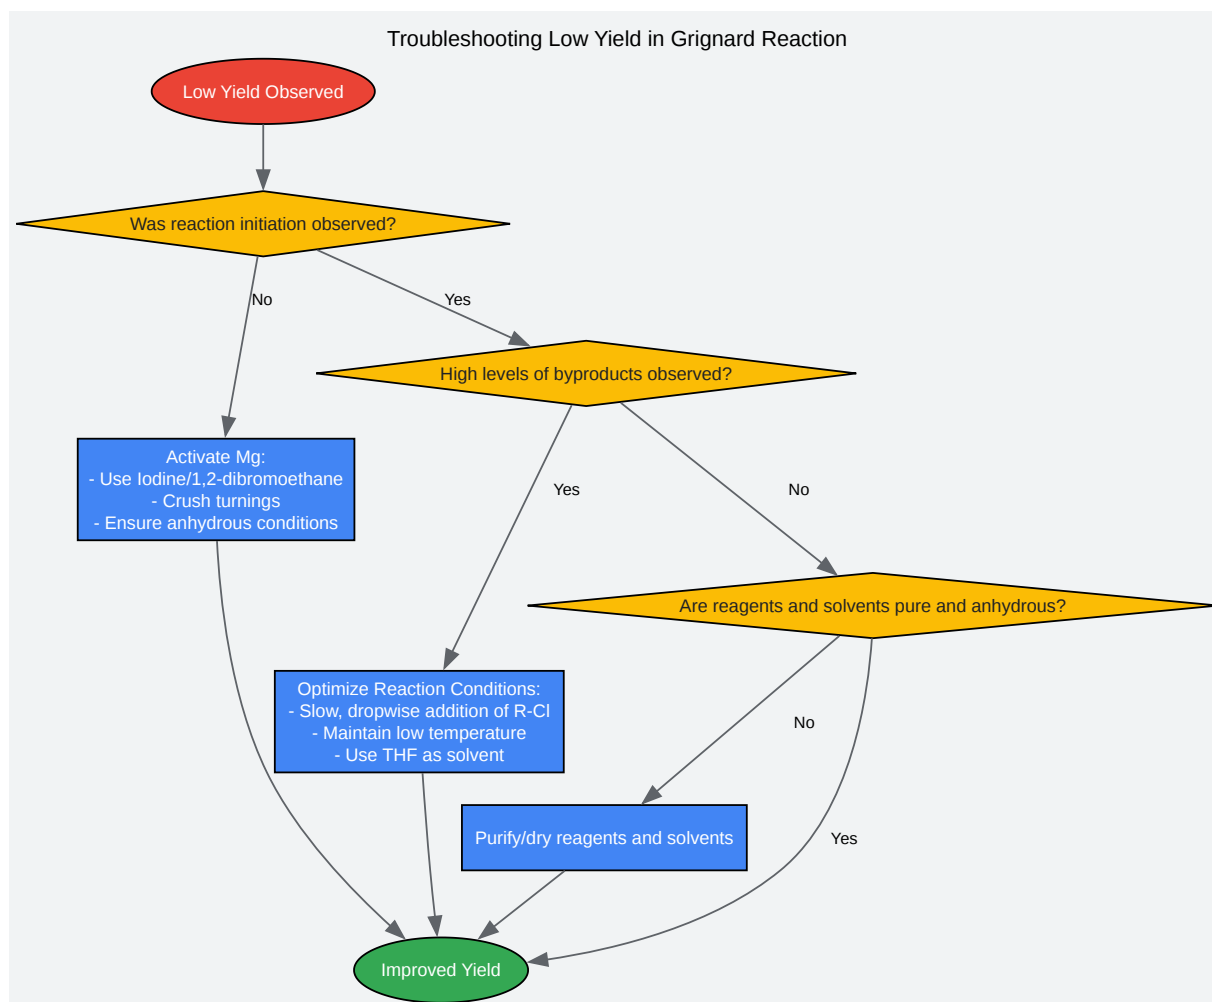 Troubleshooting Low Yield in Grignard Reaction
Low Yield Observed
Was reaction initiation observed?
No
Yes
High levels of byproducts observed?
Activate Mg:
- Use Iodine/1,2-dibromoethane
- Crush turnings
- Ensure anhydrous conditions
Yes
No
Are reagents and solvents pure and anhydrous?
Optimize Reaction Conditions:
- Slow, dropwise addition of R-Cl
- Maintain low temperature
- Use THF as solvent
No
Purify/dry reagents and solvents
Yes
Improved Yield